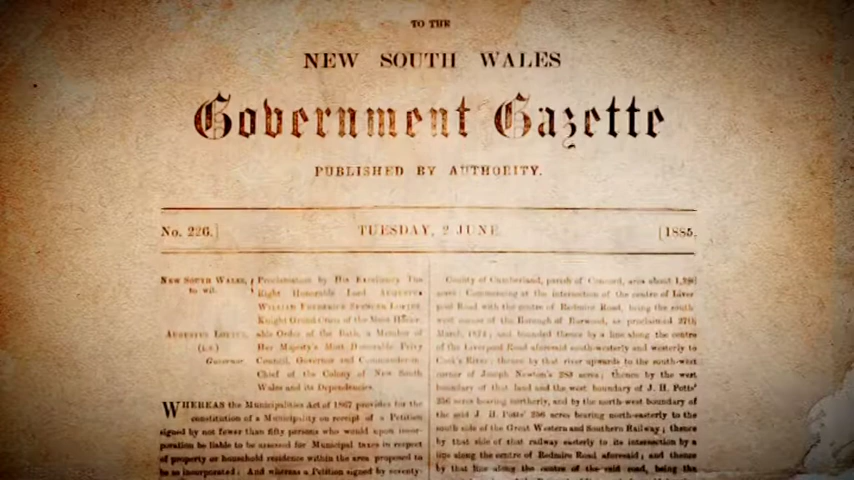 TO THE
NEW SOUTH WALES
Government Gazette
PUBLISHED BY AUTHORITY.
No. 226.]
TUESDAY, 2 JUNE
[1885.
NEW SOUTH WALES,
to wit.
Proclamation by His Excellency The
Right Honorable Lord AUGUSTUS
WILLIAM FREDERICK SPENCER LOFTUS,
Knight Grand Cross of the Most Honor-
AUGUSTUS LOFTUS,
(L.S.)
Governor.
able Order of the Bath, a Member of
Her Majesty's Most Honorable Privy
Council, Governor and Commander-in-
Chief of the Colony of New South
Wales and its Dependencies.
WHEREAS the Municipalities Act of 1867 provides for the
constitution of a Municipality on receipt of a Petition
signed by not fewer than fifty persons who would upon incor-
poration be liable to be assessed for Municipal taxes in respect
of property or household residence within the area proposed to
be so incorporated: And whereas a Petition signed by seventy-
County of Cumberland, parish of Concord, area about
acres: Commencing at the intersection of the centre of Liver-
pool Road with the centre of Redmire Road, being the south-
west corner of the Borough of Burwood, as proclaimed 27th
March, 1874; and bounded thence by a line along the centre
of the Liverpool Road aforesaid south-westerly and westerly to
Cook's River; thence by that river upwards to the south-west
corner of Joseph Newton's 283 acres; thence by the west
boundary of that land and the west boundary of J. H. Potts'
256 acres bearing northerly, and by the north-west boundary of
the said J. H. Potts' 256 acres bearing north-easterly to the
south side of the Great Western and Southern Railway; thence
by that side of that railway easterly to its intersection by a
line along the centre of Redmire Road aforesaid; and thence
by that line along the centre of the said road, being the